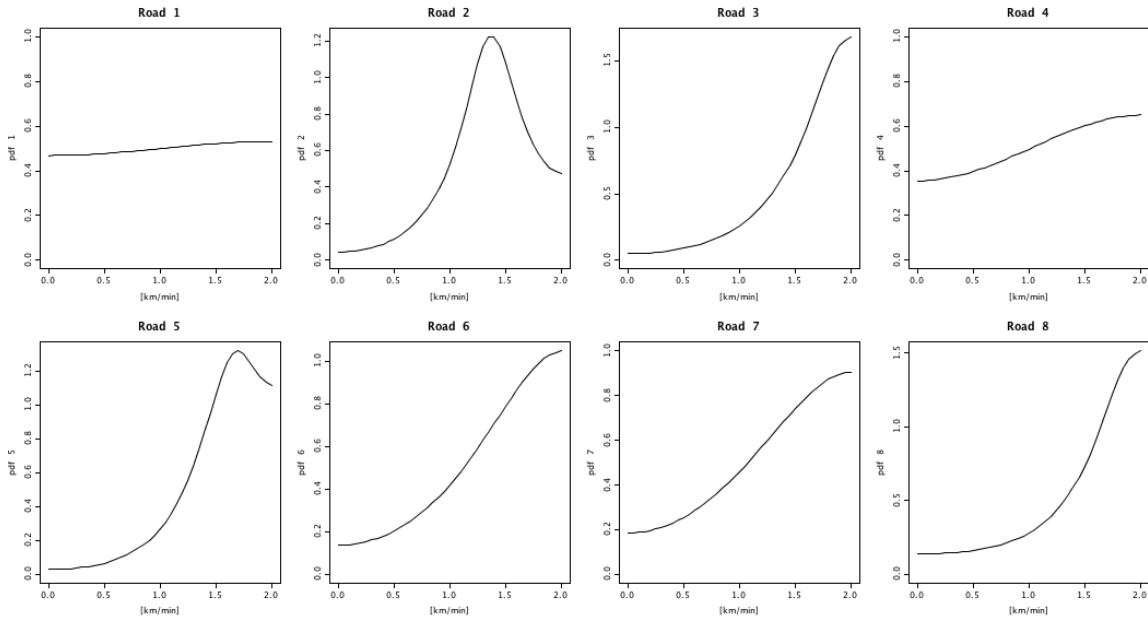 Road 1
Road 2
Road 3
Road 4
pdf 1
0.0 0.2 0.4 0.6 0.8 1.0
0.0 0.5 1.0 1.5 2.0
[km/min]
pdf 2
0.0 0.2 0.4 0.6 0.8 1.0 1.2
0.0 0.5 1.0 1.5 2.0
[km/min]
pdf 3
0.0 0.5 1.0 1.5
0.0 0.5 1.0 1.5 2.0
[km/min]
pdf 4
0.0 0.2 0.4 0.6 0.8 1.0
0.0 0.5 1.0 1.5 2.0
[km/min]
Road 5
Road 6
Road 7
Road 8
pdf 5
0.0 0.2 0.4 0.6 0.8 1.0 1.2
0.0 0.5 1.0 1.5 2.0
[km/min]
pdf 6
0.0 0.2 0.4 0.6 0.8 1.0
0.0 0.5 1.0 1.5 2.0
[km/min]
pdf 7
0.0 0.2 0.4 0.6 0.8 1.0
0.0 0.5 1.0 1.5 2.0
[km/min]
pdf 8
0.0 0.5 1.0 1.5
0.0 0.5 1.0 1.5 2.0
[km/min]